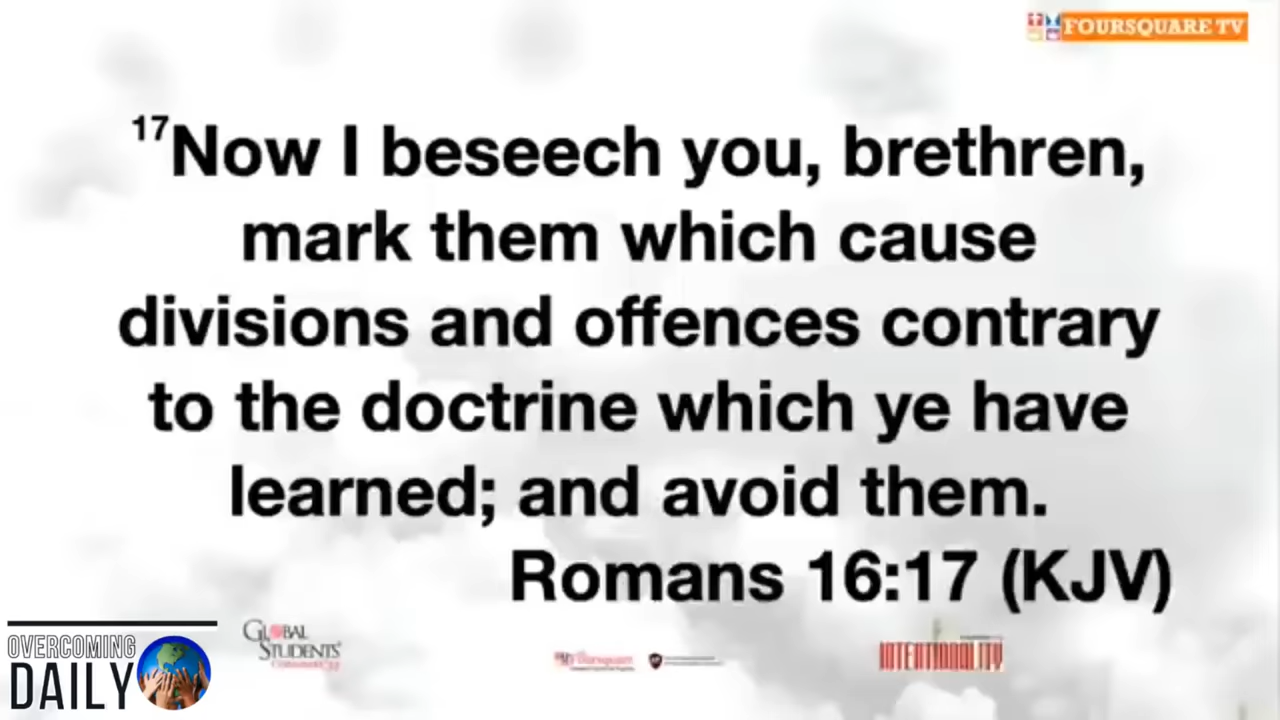 FOURSQUARE TV
17Now I beseech you, brethren,
mark them which cause
divisions and offences contrary
to the doctrine which ye have
learned; and avoid them.
Romans 16:17 (KJV)
OVERCOMING
DAILY
GLOBAL
STUDENTS'
Foursquare
INTENTIONALITY